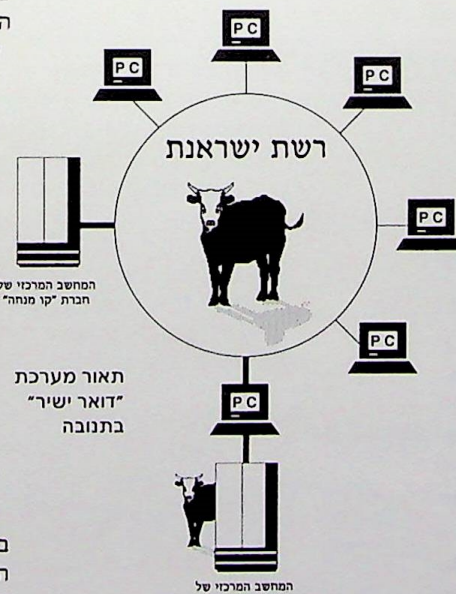 PC
PC
PC
רשת ישראנת
PC
המחשב המרכזי של
חברת "קו מנחה"
PC
תאור מערכת
"דואר ישיר"
בתנובה
PC
המחשב המרכזי של